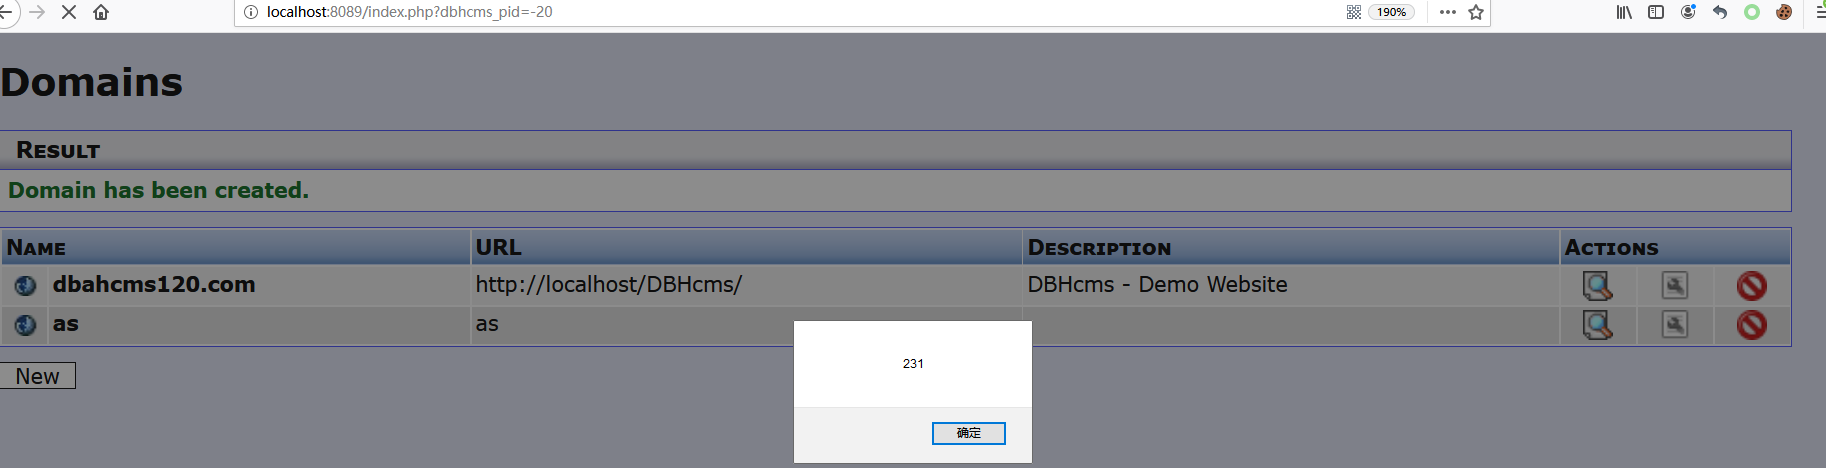 localhost:8089/index.php?dbhcms_pid=-20
190%
Domains
RESULT
Domain has been created.
NAME URL DESCRIPTION ACTIONS
dbahcms120.com http://localhost/DBHcms/ DBHcms - Demo Website
as as
231
New
确定